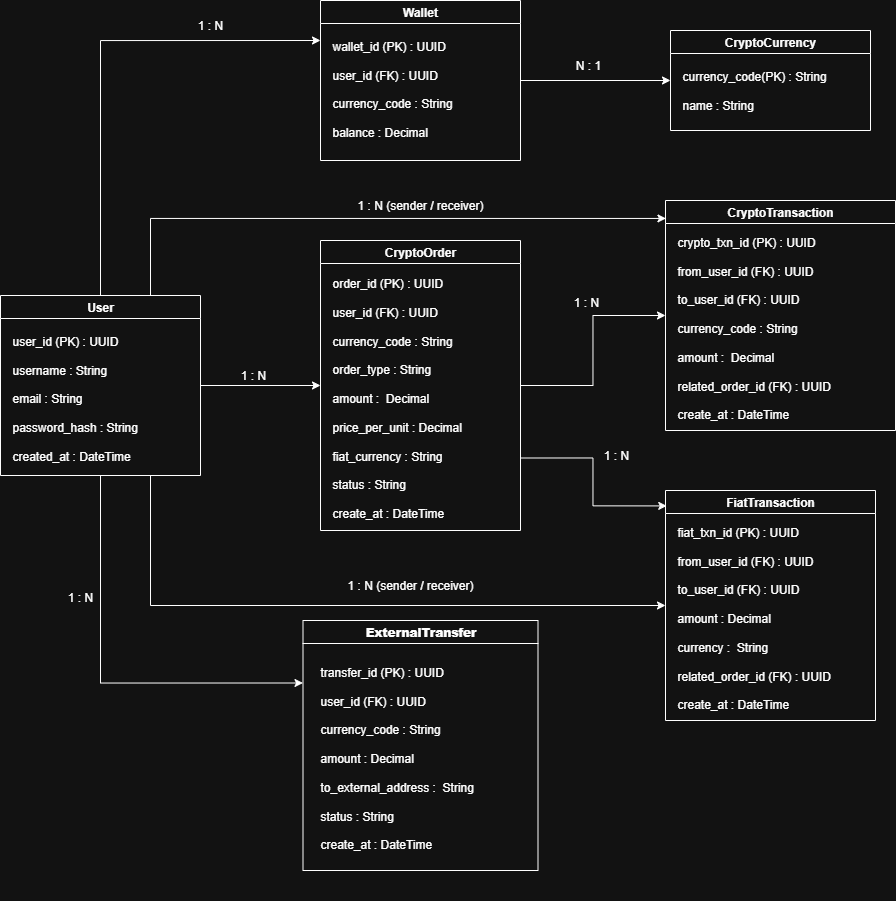 Wallet
wallet_id (PK) : UUID
user_id (FK) : UUID
currency_code : String
balance : Decimal
1 : N
CryptoCurrency
currency_code(PK) : String
name : String
N : 1
1 : N (sender / receiver)
CryptoTransaction
crypto_txn_id (PK) : UUID
from_user_id (FK) : UUID
to_user_id (FK) : UUID
currency_code : String
amount :  Decimal
related_order_id (FK) : UUID
create_at : DateTime
CryptoOrder
order_id (PK) : UUID
user_id (FK) : UUID
currency_code : String
order_type : String
amount :  Decimal
price_per_unit : Decimal
fiat_currency : String
status : String
create_at : DateTime
1 : N
User
user_id (PK) : UUID
username : String
email : String
password_hash : String
created_at : DateTime
1 : N
1 : N
FiatTransaction
fiat_txn_id (PK) : UUID
from_user_id (FK) : UUID
to_user_id (FK) : UUID
amount : Decimal
currency :  String
related_order_id (FK) : UUID
create_at : DateTime
1 : N (sender / receiver)
1 : N
ExternalTransfer
transfer_id (PK) : UUID
user_id (FK) : UUID
currency_code : String
amount : Decimal
to_external_address :  String
status : String
create_at : DateTime